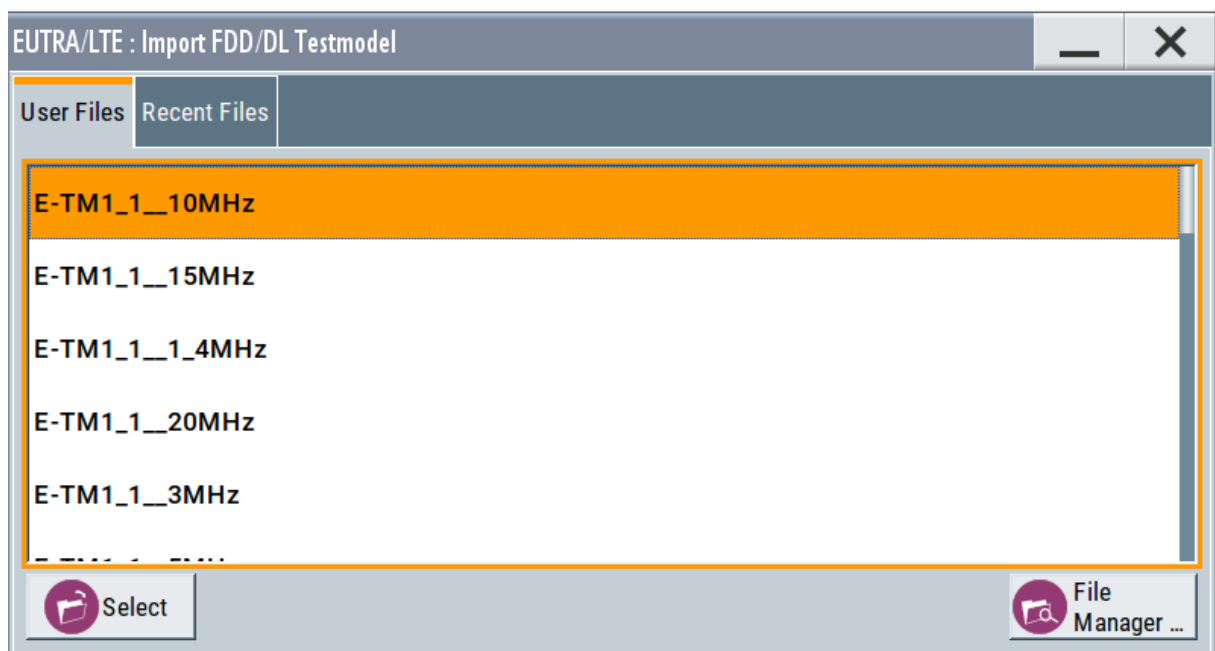 EUTRA/LTE : Import FDD/DL Testmodel
User Files Recent Files
E-TM1_1__10MHz
E-TM1_1__15MHz
E-TM1_1__1_4MHz
E-TM1_1__20MHz
E-TM1_1__3MHz
Select
File
Manager ...